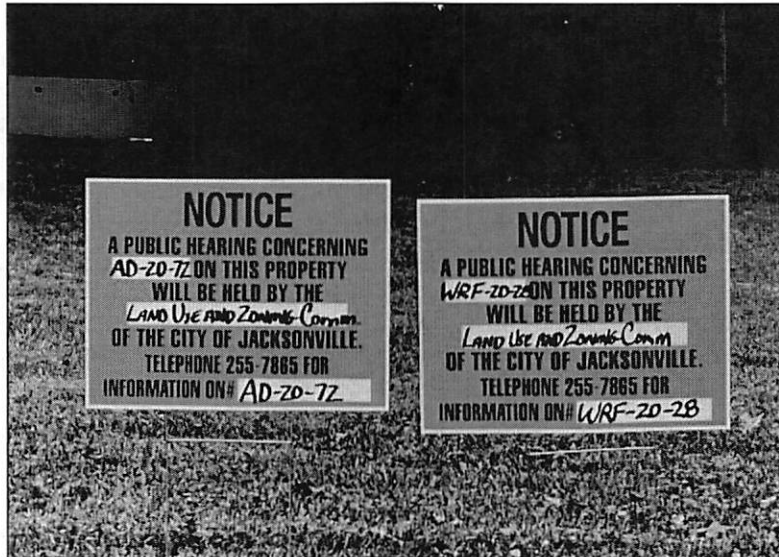 NOTICE
A PUBLIC HEARING CONCERNING
AD-20-72 ON THIS PROPERTY
WILL BE HELD BY THE
LAND USE AND ZONING COMM.
OF THE CITY OF JACKSONVILLE.
TELEPHONE 255-7865 FOR
INFORMATION ON# AD-20-72
NOTICE
A PUBLIC HEARING CONCERNING
WRF-20-28 ON THIS PROPERTY
WILL BE HELD BY THE
LAND USE AND ZONING COMM
OF THE CITY OF JACKSONVILLE.
TELEPHONE 255-7865 FOR
INFORMATION ON# WRF-20-28